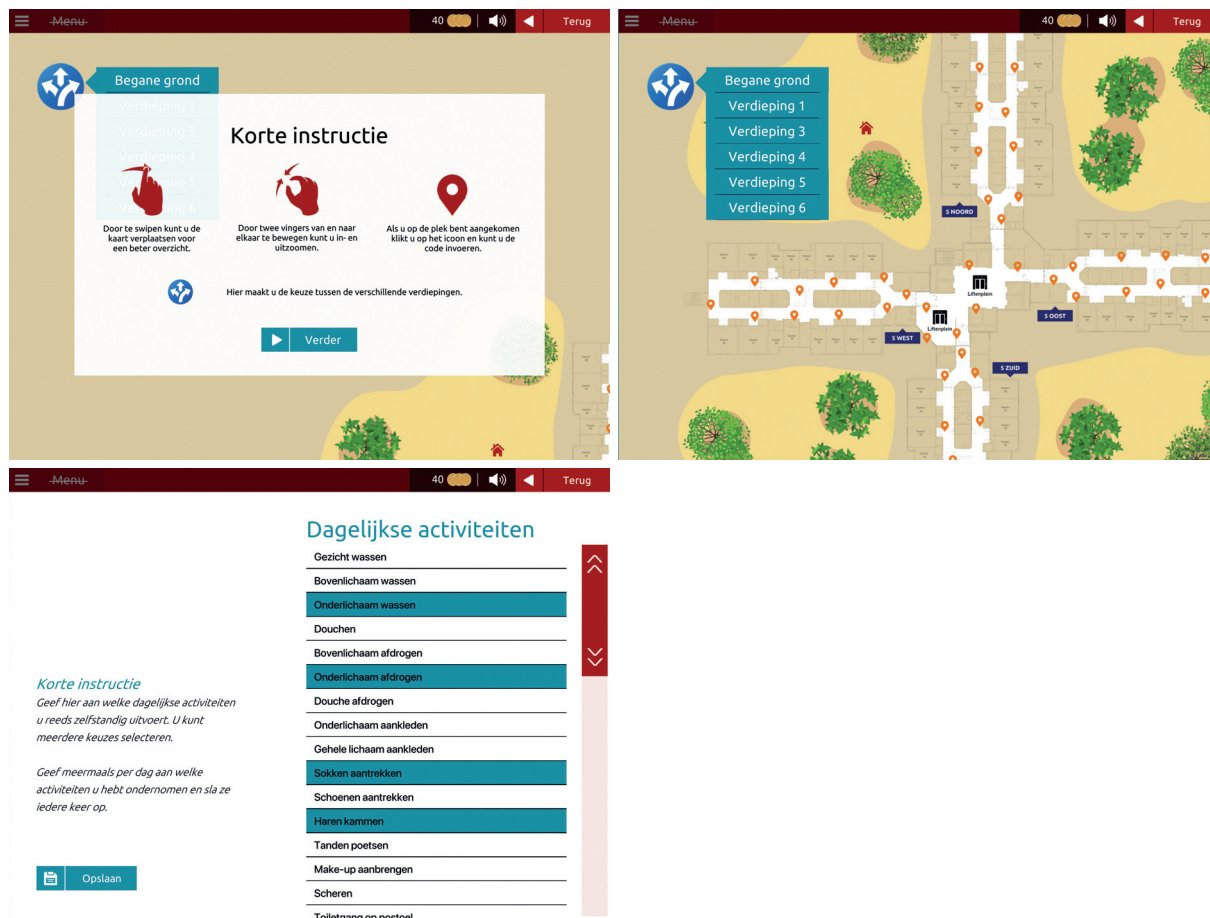 Menu
40
Terug
Begane grond
Verdieping 1
Verdieping 3
Verdieping 4
Verdieping 5
Verdieping 6
Korte instructie
Door te swipen kunt u de
kaart verplaatsen voor
een beter overzicht.
Door twee vingers van en naar
elkaar te bewegen kunt u in- en
uitzoomen.
Als u op de plek bent aangekomen
klikt u op het icoon en kunt u de
code invoeren.
Hier maakt u de keuze tussen de verschillende verdiepingen.
Verder
Menu
40
Terug
Begane grond
Verdieping 1
Verdieping 3
Verdieping 4
Verdieping 5
Verdieping 6
5 NOORD
Liftenplein
Liftenplein
5 OOST
5 WEST
5 ZUID
Menu
40
Terug
Korte instructie
Geef hier aan welke dagelijkse activiteiten
u reeds zelfstandig uitvoert. U kunt
meerdere keuzes selecteren.
Geef meermaals per dag aan welke
activiteiten u hebt ondernomen en sla ze
iedere keer op.
Opslaan
Dagelijkse activiteiten
Gezicht wassen
Bovenlichaam wassen
Onderlichaam wassen
Douchen
Bovenlichaam afdrogen
Onderlichaam afdrogen
Douche afdrogen
Onderlichaam aankleden
Gehele lichaam aankleden
Sokken aantrekken
Schoenen aantrekken
Haren kammen
Tanden poetsen
Make-up aanbrengen
Scheren
Toiletgang op postoel